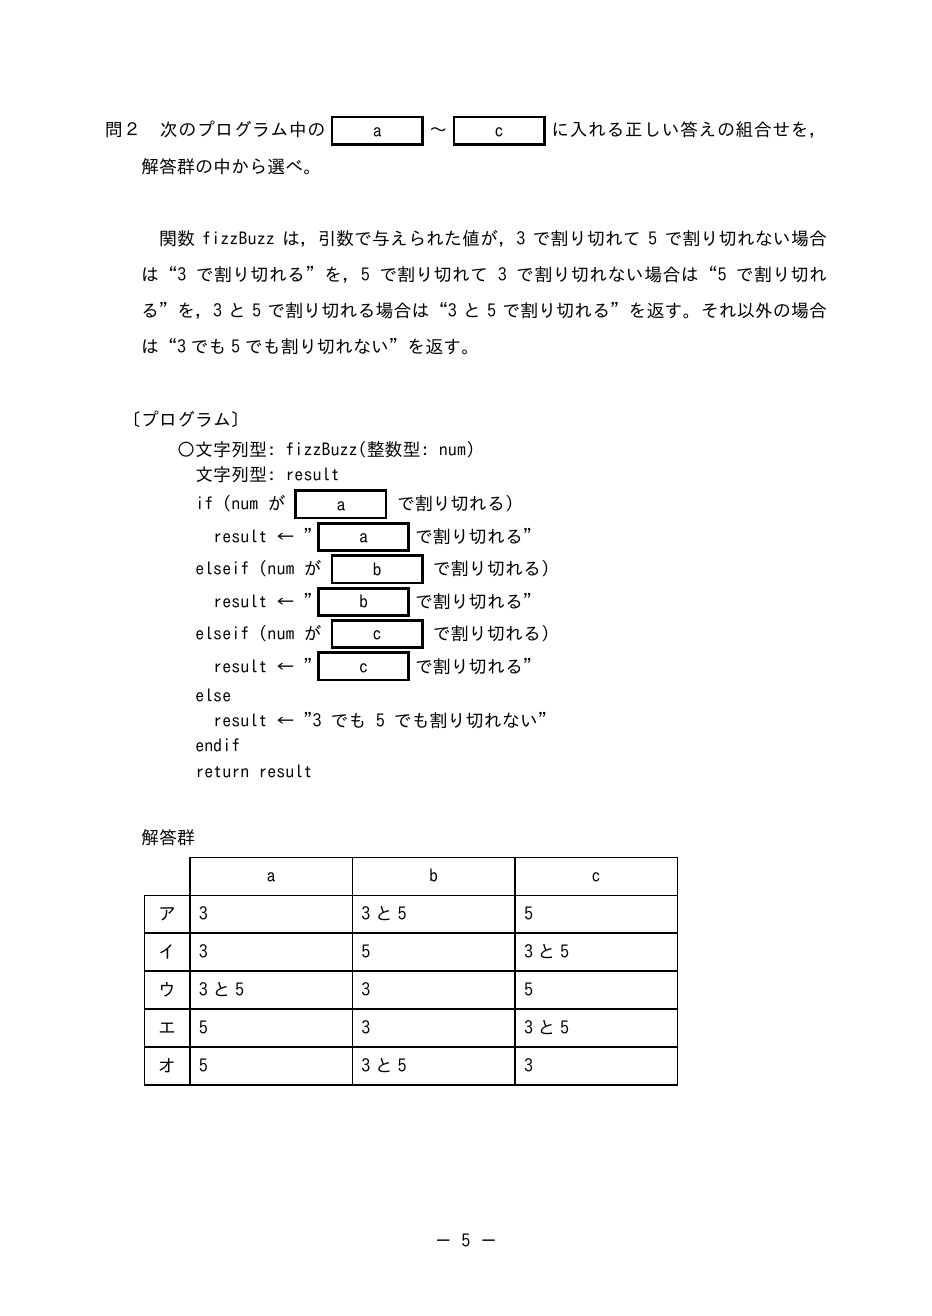 問２　次のプログラム中の a ～ c に入れる正しい答えの組合せを，
解答群の中から選べ。
関数 fizzBuzz は，引数で与えられた値が，3 で割り切れて 5 で割り切れない場合
は“3 で割り切れる”を，5 で割り切れて 3 で割り切れない場合は“5 で割り切れ
る”を，3 と 5 で割り切れる場合は“3 と 5 で割り切れる”を返す。それ以外の場合
は“3 でも 5 でも割り切れない”を返す。
〔プログラム〕
○文字列型: fizzBuzz(整数型: num)
文字列型: result
if (num が a で割り切れる)
result ← ”a で割り切れる”
elseif (num が b で割り切れる)
result ← ”b で割り切れる”
elseif (num が c で割り切れる)
result ← ”c で割り切れる”
else
result ← ”3 でも 5 でも割り切れない”
endif
return result
解答群
a b c
ア 3 3 と 5 5
イ 3 5 3 と 5
ウ 3 と 5 3 5
エ 5 3 3 と 5
オ 5 3 と 5 3
－ 5 －